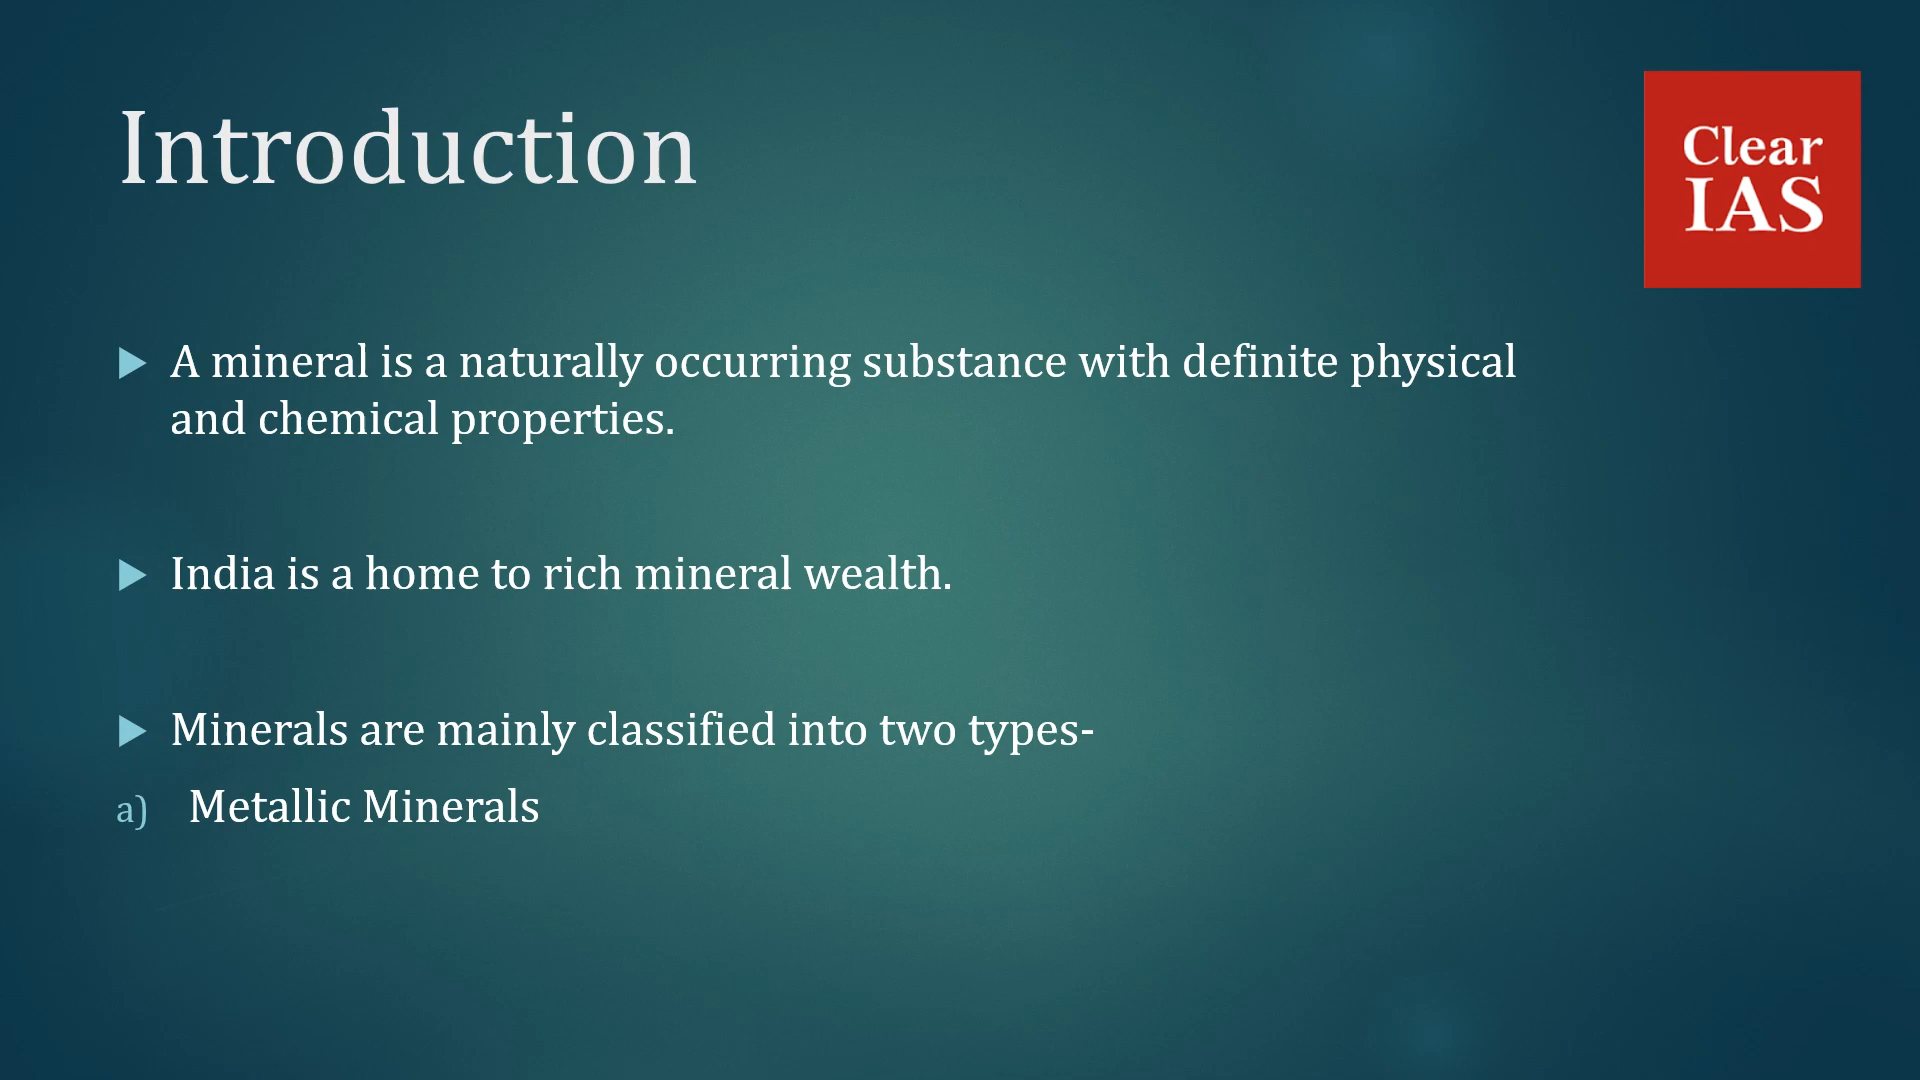 Introduction
Clear
IAS
A mineral is a naturally occurring substance with definite physical
and chemical properties.
India is a home to rich mineral wealth.
Minerals are mainly classified into two types-
a) Metallic Minerals